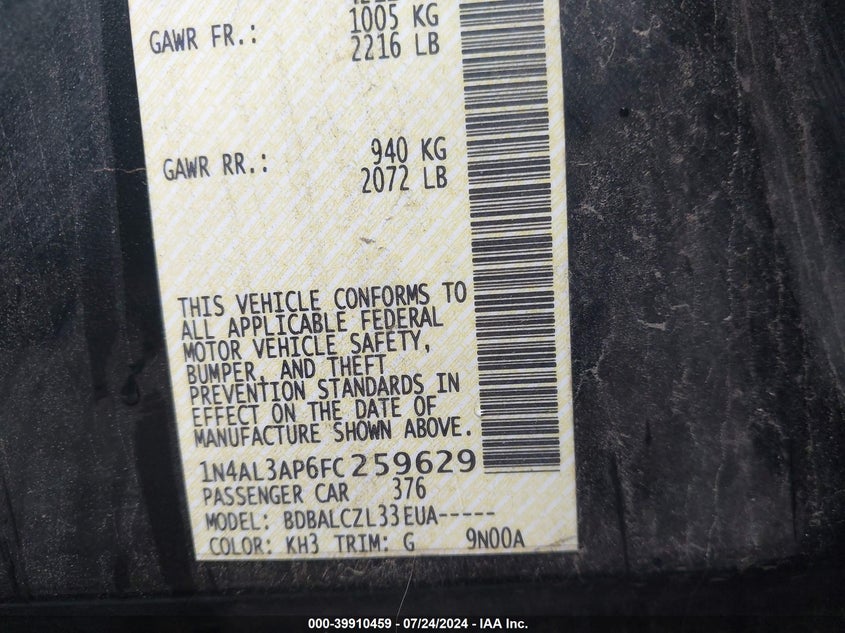 1005 KG
GAWR FR.: 2216 LB
940 KG
GAWR RR.: 2072 LB
THIS VEHICLE CONFORMS TO
ALL APPLICABLE FEDERAL
MOTOR VEHICLE SAFETY,
BUMPER, AND THEFT
PREVENTION STANDARDS IN
EFFECT ON THE DATE OF
MANUFACTURE SHOWN ABOVE.
1N4AL3AP6FC259629
PASSENGER CAR 376
MODEL: BDBALCZL33EUA-----
COLOR: KH3 TRIM: G 9N00A
000-39910459 - 07/24/2024 - IAA Inc.